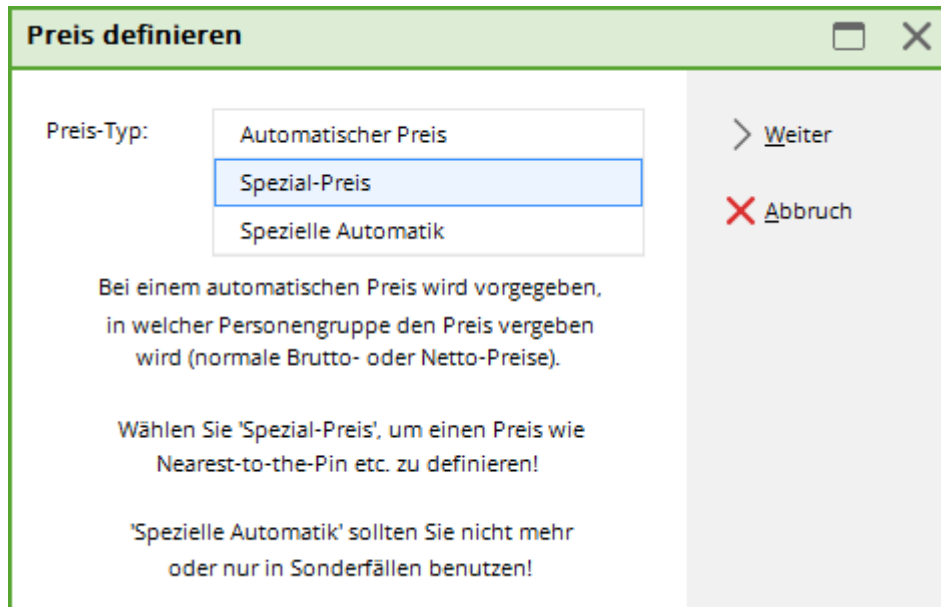 Preis definieren
Preis-Typ:
Automatischer Preis
Spezial-Preis
Spezielle Automatik
Weiter
Abbruch
Bei einem automatischen Preis wird vorgegeben,
in welcher Personengruppe den Preis vergeben
wird (normale Brutto- oder Netto-Preise).
Wählen Sie 'Spezial-Preis', um einen Preis wie
Nearest-to-the-Pin etc. zu definieren!
'Spezielle Automatik' sollten Sie nicht mehr
oder nur in Sonderfällen benutzen!